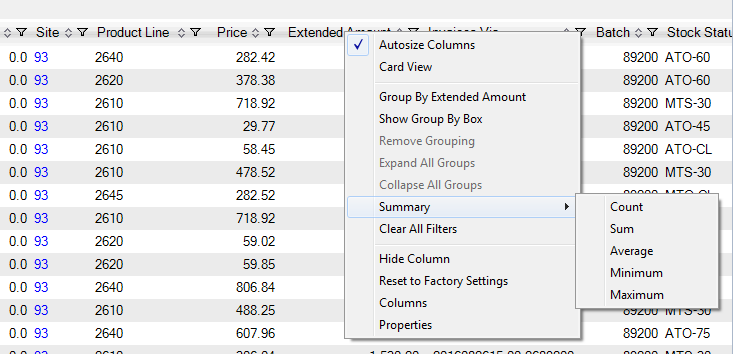 Site Product Line Price Extended Amount Batch Stock Statu
0.0 93 2640 282.42 89200 ATO-60
0.0 93 2620 378.38 89200 ATO-60
0.0 93 2610 718.92 89200 MTS-30
0.0 93 2610 29.77 89200 ATO-45
0.0 93 2610 58.45 89200 ATO-CL
0.0 93 2610 478.52 89200 MTS-30
0.0 93 2645 282.52 89200
0.0 93 2610 718.92
0.0 93 2620 59.02
0.0 93 2620 59.85
0.0 93 2640 806.84
0.0 93 2610 488.25 89200 MTS-30
0.0 93 2640 607.96 89200 ATO-75
Autosize Columns
Card View
Group By Extended Amount
Show Group By Box
Remove Grouping
Expand All Groups
Collapse All Groups
Summary
Clear All Filters
Hide Column
Reset to Factory Settings
Columns
Properties
Count
Sum
Average
Minimum
Maximum